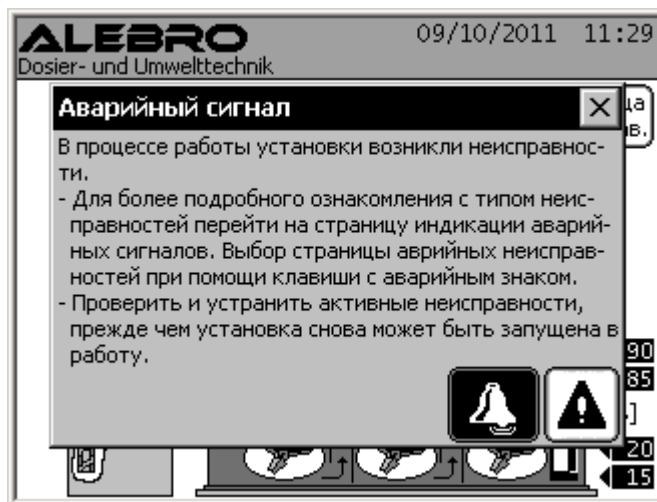 ALEBRO
09/10/2011 11:29
Dosier- und Umwelttechnik
Аварийный сигнал
ца
ів.
В процессе работы установки возникли неисправнос-
ти.
- Для более подробного ознакомления с типом неис-
правностей перейти на страницу индикации аварий-
ных сигналов. Выбор страницы аврийных неисправ-
ностей при помощи клавиши с аварийным знаком.
- Проверить и устранить активные неисправности,
прежде чем установка снова может быть запущена в
работу.
90
85
]
20
15